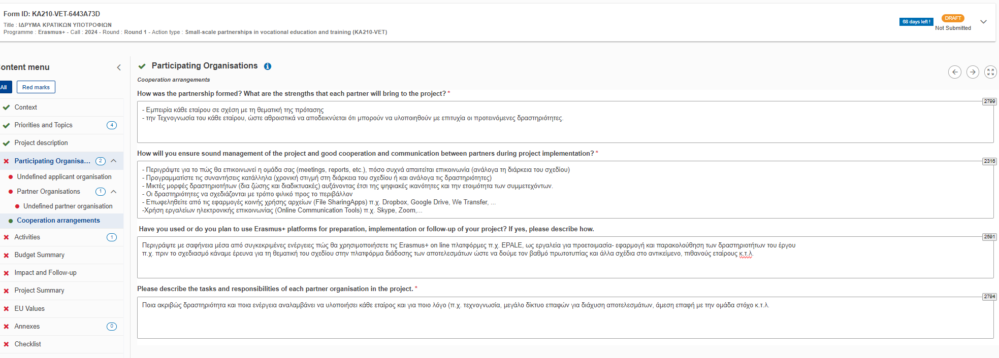 Form ID: KA210-VET-6443A73D
Title : ΙΔΡΥΜΑ ΚΡΑΤΙΚΩΝ ΥΠΟΤΡΟΦΙΩΝ
Programme : Erasmus+ - Call : 2024 - Round : Round 1 - Action type : Small-scale partnerships in vocational education and training (KA210-VET)
68 days left !
DRAFT
Not Submitted
ontent menu
All
Red marks
Context
Priorities and Topics
4
Project description
Participating Organisa...
2
Undefined applicant organisation
Partner Organisations
1
Undefined partner organisation
Cooperation arrangements
Activities
1
Budget Summary
Impact and Follow-up
Project Summary
EU Values
Annexes
0
Checklist
Participating Organisations
Cooperation arrangements
How was the partnership formed? What are the strengths that each partner will bring to the project? *
2799
- Εμπειρία κάθε εταίρου σε σχέση με τη θεματική της πρότασης
- την Τεχνογνωσία του κάθε εταίρου, ώστε αθροιστικά να αποδεικνύεται ότι μπορούν να υλοποιηθούν με επιτυχία οι προτεινόμενες δραστηριότητες.
How will you ensure sound management of the project and good cooperation and communication between partners during project implementation? *
2316
- Περιγράψτε για το πώς θα επικοινωνεί η ομάδα σας (meetings, reports, etc.), πόσο συχνά απαιτείται επικοινωνία (ανάλογα τη διάρκεια του σχεδίου)
- Προγραμματίστε τις συναντήσεις κατάλληλα (χρονική στιγμή στη διάρκεια του σχεδίου ή και ανάλογα τις δραστηριότητες)
- Μικτές μορφές δραστηριοτήτων (δια ζώσης και διαδικτυακές) αυξάνοντας έτσι της ψηφιακές ικανότητες και την ετοιμότητα των συμμετεχόντων.
- Οι δραστηριότητες να σχεδιάζονται με τρόπο φιλικό προς το περιβάλλον
- Επωφεληθείτε από τις εφαρμογές κοινής χρήσης αρχείων (File SharingApps) π.χ. Dropbox, Google Drive, We Transfer, ...
-Χρήση εργαλείων ηλεκτρονικής επικοινωνίας (Online Communication Tools) π.χ. Skype, Zoom,...
Have you used or do you plan to use Erasmus+ platforms for preparation, implementation or follow-up of your project? If yes, please describe how.
2591
Περιγράψτε με σαφήνεια μέσα από συγκεκριμένες ενέργειες πώς θα χρησιμοποιήσετε τις Erasmus+ on line πλατφόρμες π.χ. EPALE, ως εργαλεία για προετοιμασία- εφαρμογή και παρακολούθηση των δραστηριοτήτων του έργου
π.χ. πριν το σχεδιασμό κάναμε έρευνα για τη θεματική του σχεδίου στην πλατφόρμα διάδοσης των αποτελεσμάτων ώστε να δούμε τον βαθμό πρωτοτυπίας και άλλα σχέδια στο αντικείμενο, πιθανούς εταίρους κ.τ.λ.
Please describe the tasks and responsibilities of each partner organisation in the project. *
2794
Ποια ακριβώς δραστηριότητα και ποια ενέργεια αναλαμβάνει να υλοποιήσει κάθε εταίρος και για ποιο λόγο (π.χ. τεχνογνωσία, μεγάλο δίκτυο επαφών για διάχυση αποτελεσμάτων, άμεση επαφή με την ομάδα στόχο κ.τ.λ.